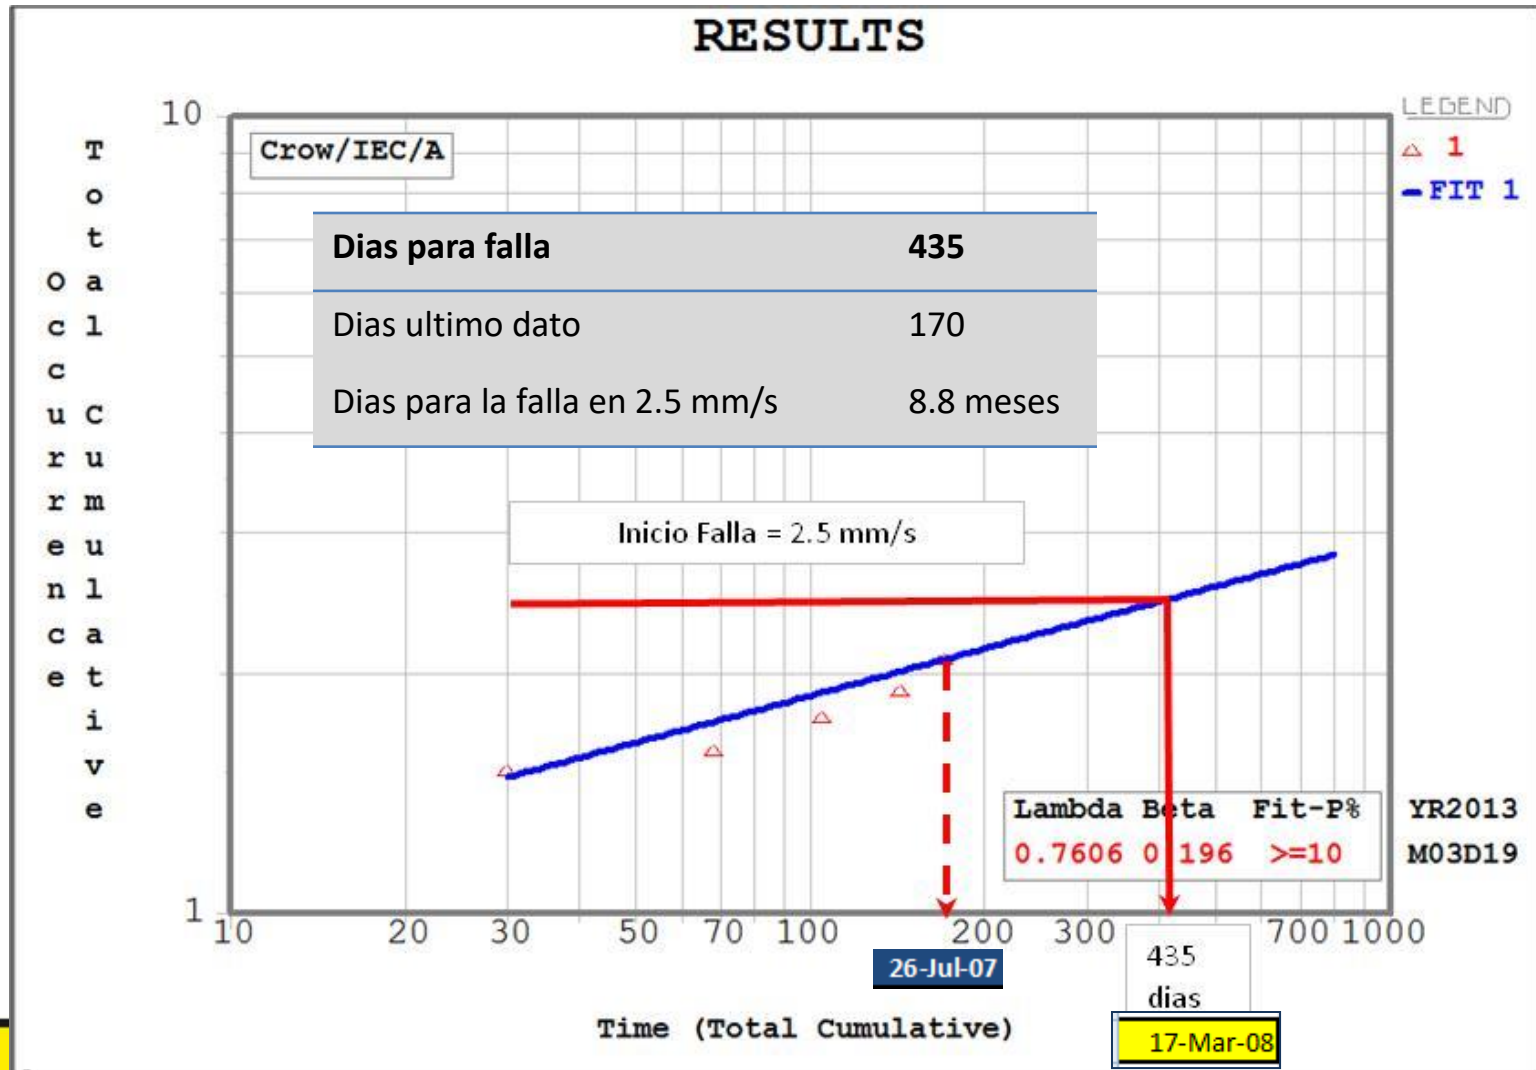 RESULTS
LEGEND
1
FIT 1
Crow/IEC/A
Total Cumulative
Occurrence
10
1
Dias para falla 435
Dias ultimo dato 170
Dias para la falla en 2.5 mm/s 8.8 meses
Inicio Falla = 2.5 mm/s
Lambda Beta Fit-P%
0.7606 0 196 >=10
YR2013
M03D19
10 20 30 50 70 100 200 300 700 1000
26-Jul-07
435
dias
17-Mar-08
Time (Total Cumulative)